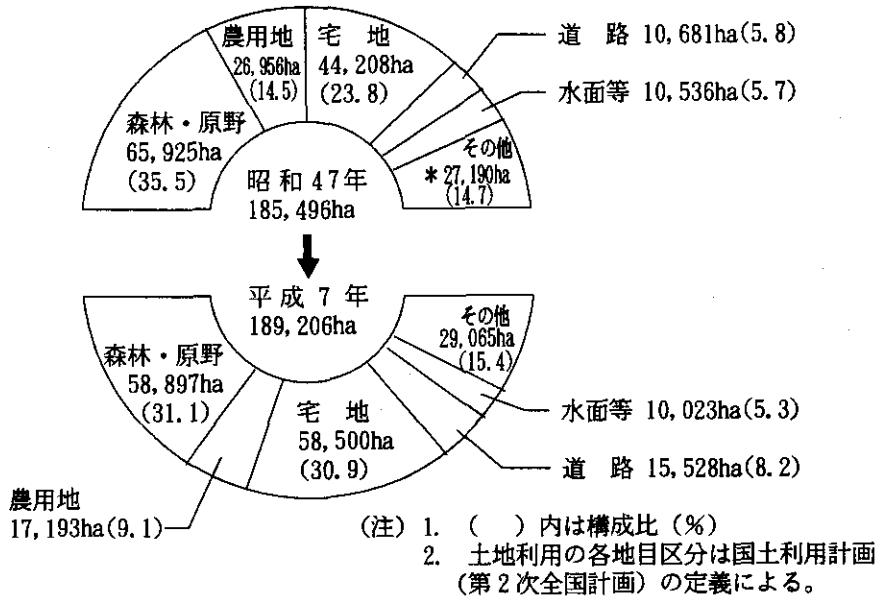 農用地
26,956ha
(14.5)
宅 地
44,208ha
(23.8)
道 路 10,681ha(5.8)
水面等 10,536ha(5.7)
森林・原野
65,925ha
(35.5)
その他
＊27,190ha
(14.7)
昭和47年
185,496ha
平成7年
189,206ha
その他
29,065ha
(15.4)
森林・原野
58,897ha
(31.1)
宅 地
58,500ha
(30.9)
水面等 10,023ha(5.3)
道 路 15,528ha(8.2)
農用地
17,193ha(9.1)
(注) 1. ( )内は構成比(%)
2. 土地利用の各地目区分は国土利用計画
(第2次全国計画)の定義による。